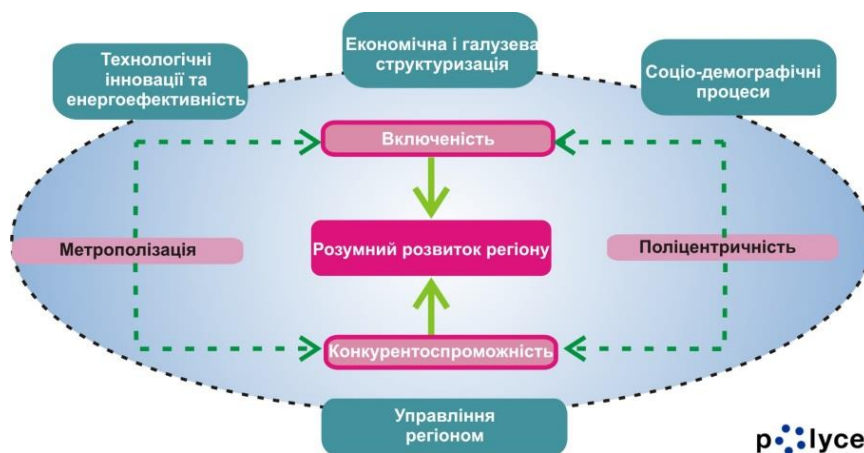 Технологічні
інновації та
енергоефективність
Економічна і галузева
структуризація
Соціо-демографічні
процеси
Включеність
Метрополізація
Розумний розвиток регіону
Поліцентричність
Конкурентоспроможність
Управління
регіоном
polyce